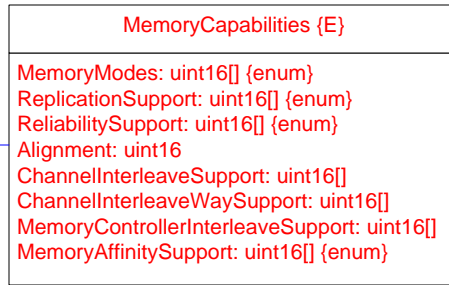 MemoryCapabilities {E}
MemoryModes: uint16[] {enum}
ReplicationSupport: uint16[] {enum}
ReliabilitySupport: uint16[] {enum}
Alignment: uint16
ChannelInterleaveSupport: uint16[]
ChannelInterleaveWaySupport: uint16[]
MemoryControllerInterleaveSupport: uint16[]
MemoryAffinitySupport: uint16[] {enum}